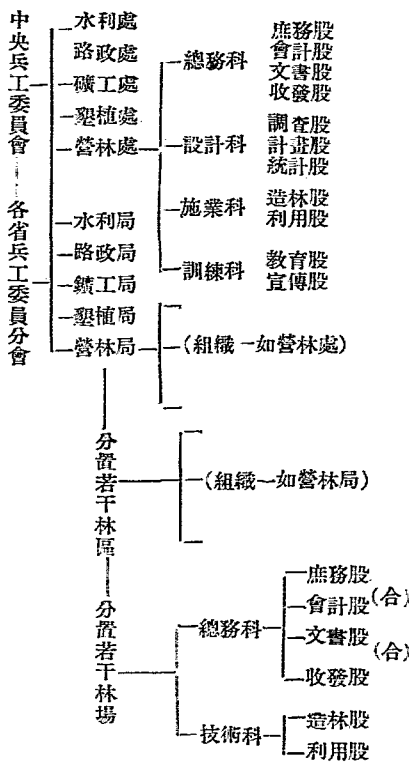 中央兵工委員會
各省兵工委員分會
水利處
路政處
礦工處
墾植處
營林處
總務科
庶務股
會計股
文書股
收發股
設計科
調查股
計畫股
統計股
施業科
造林股
利用股
訓練科
敎育股
宣傳股
水利局
路政局
鑛工局
墾植局
營林局
(組織一如營林處)
分置若干林區
(組織一如營林局)
分置若干林場
總務科
庶務股
會計股
(合)
文書股
(合)
收發股
技術科
造林股
利用股